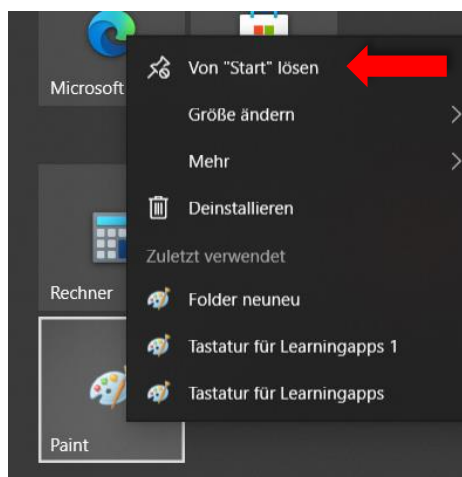 Microsoft
Von "Start" lösen
Größe ändern
Mehr
Deinstallieren
Zuletzt verwendet
Rechner
Folder neuneu
Tastatur für Learningapps 1
Tastatur für Learningapps
Paint